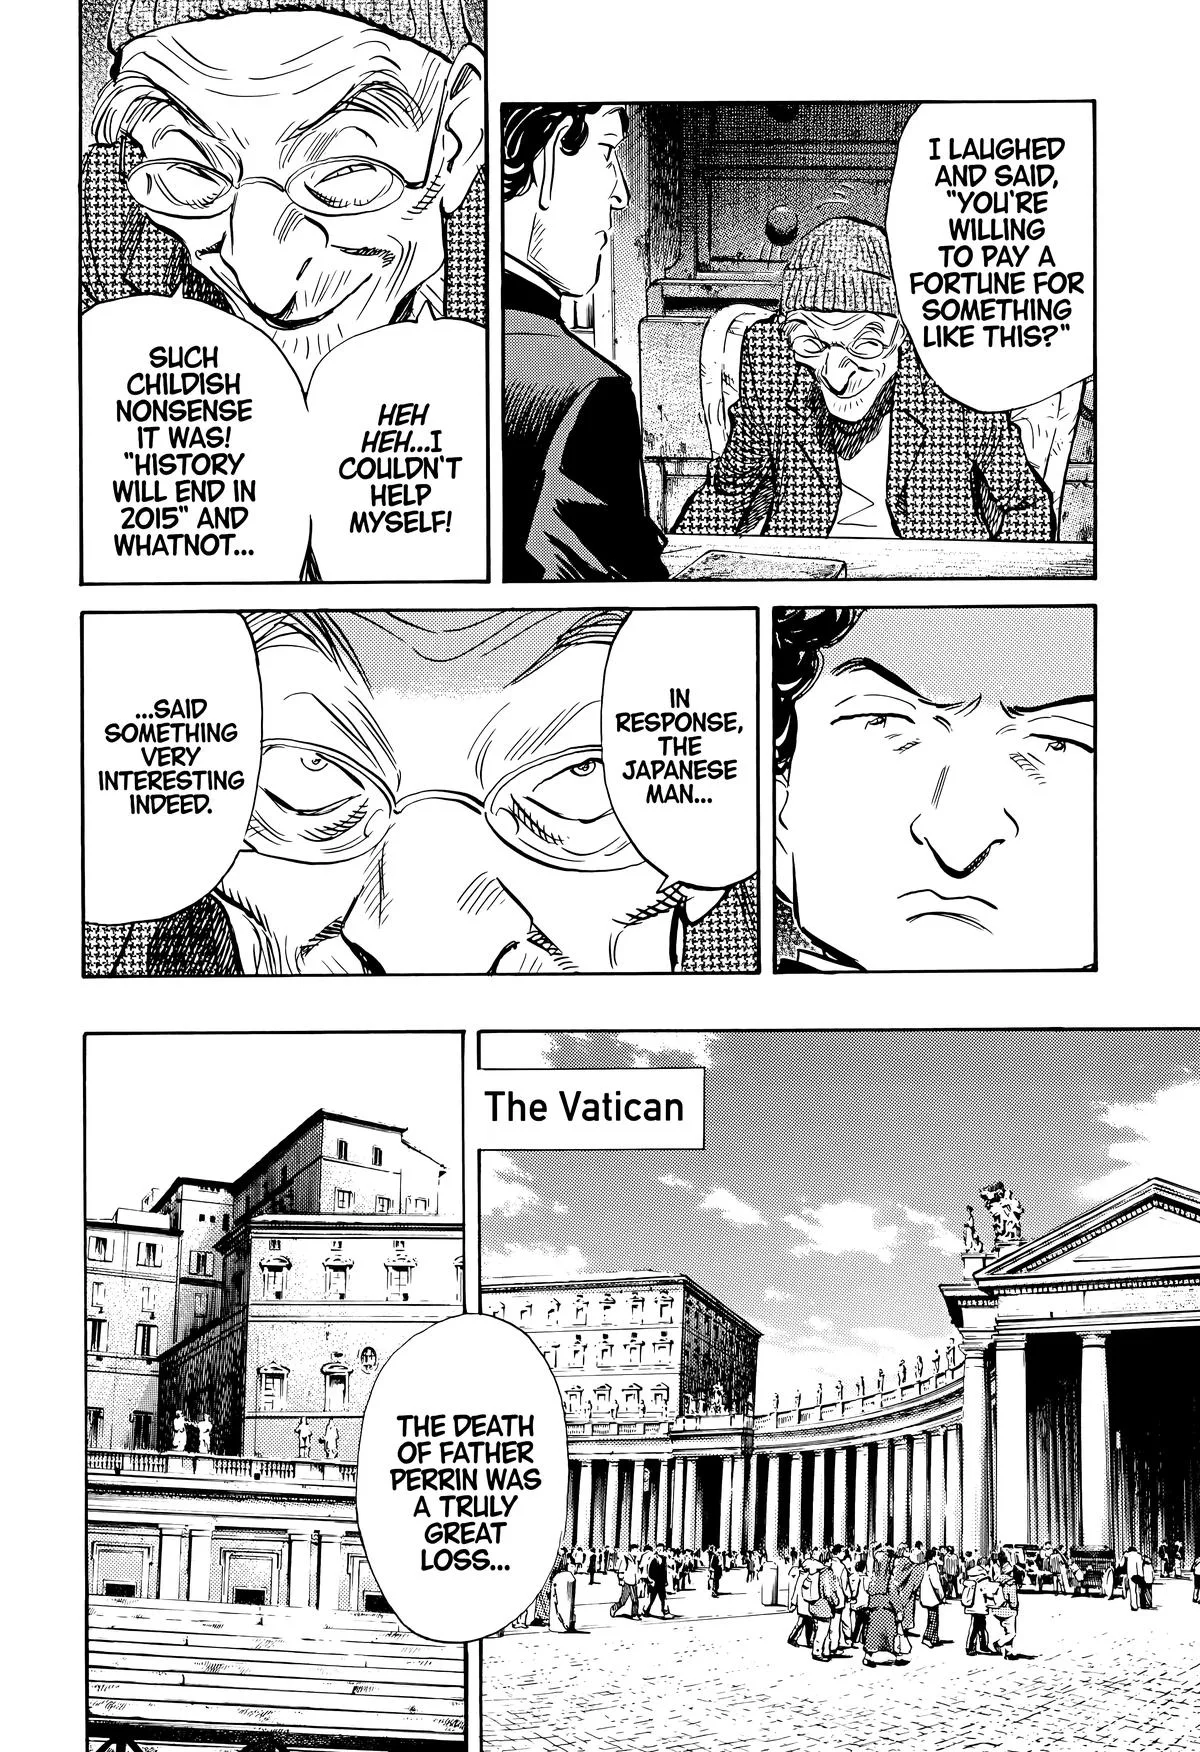 I LAUGHED
AND SAID,
"YOU'RE
WILLING
TO PAY A
FORTUNE FOR
SOMETHING
LIKE THIS?"
HEH
HEH...I
COULDN'T
HELP
MYSELF!
SUCH
CHILDISH
NONSENSE
IT WAS!
"HISTORY
WILL END IN
2015" AND
WHATNOT...
IN
RESPONSE,
THE
JAPANESE
MAN...
...SAID
SOMETHING
VERY
INTERESTING
INDEED.
The Vatican
THE DEATH
OF FATHER
PERRIN WAS
A TRULY
GREAT
LOSS...